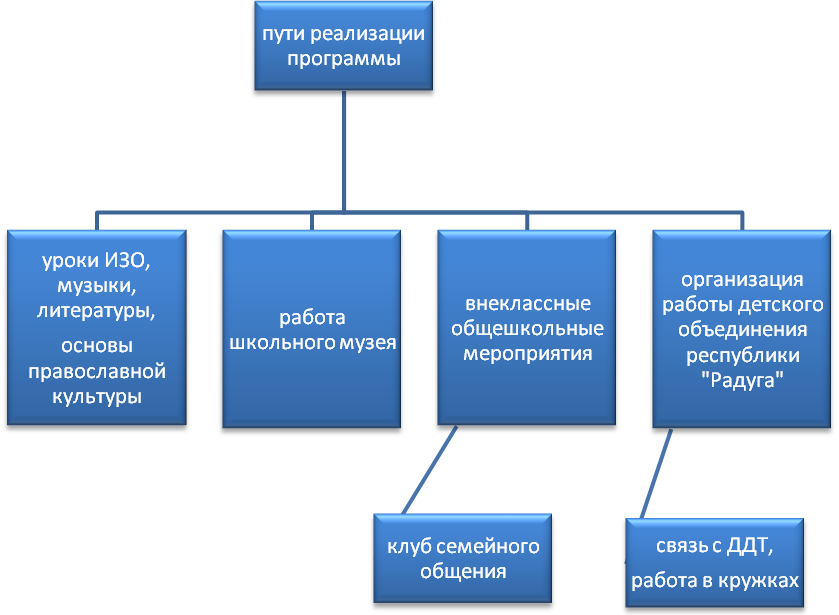 пути реализации
программы
уроки ИЗО,
музыки,
литературы,
основы
православной
культуры
работа
школьного музея
внеклассные
общешкольные
мероприятия
организация
работы детского
объединения
республики
"Радуга"
клуб семейного
общения
связь с ДДТ,
работа в кружках